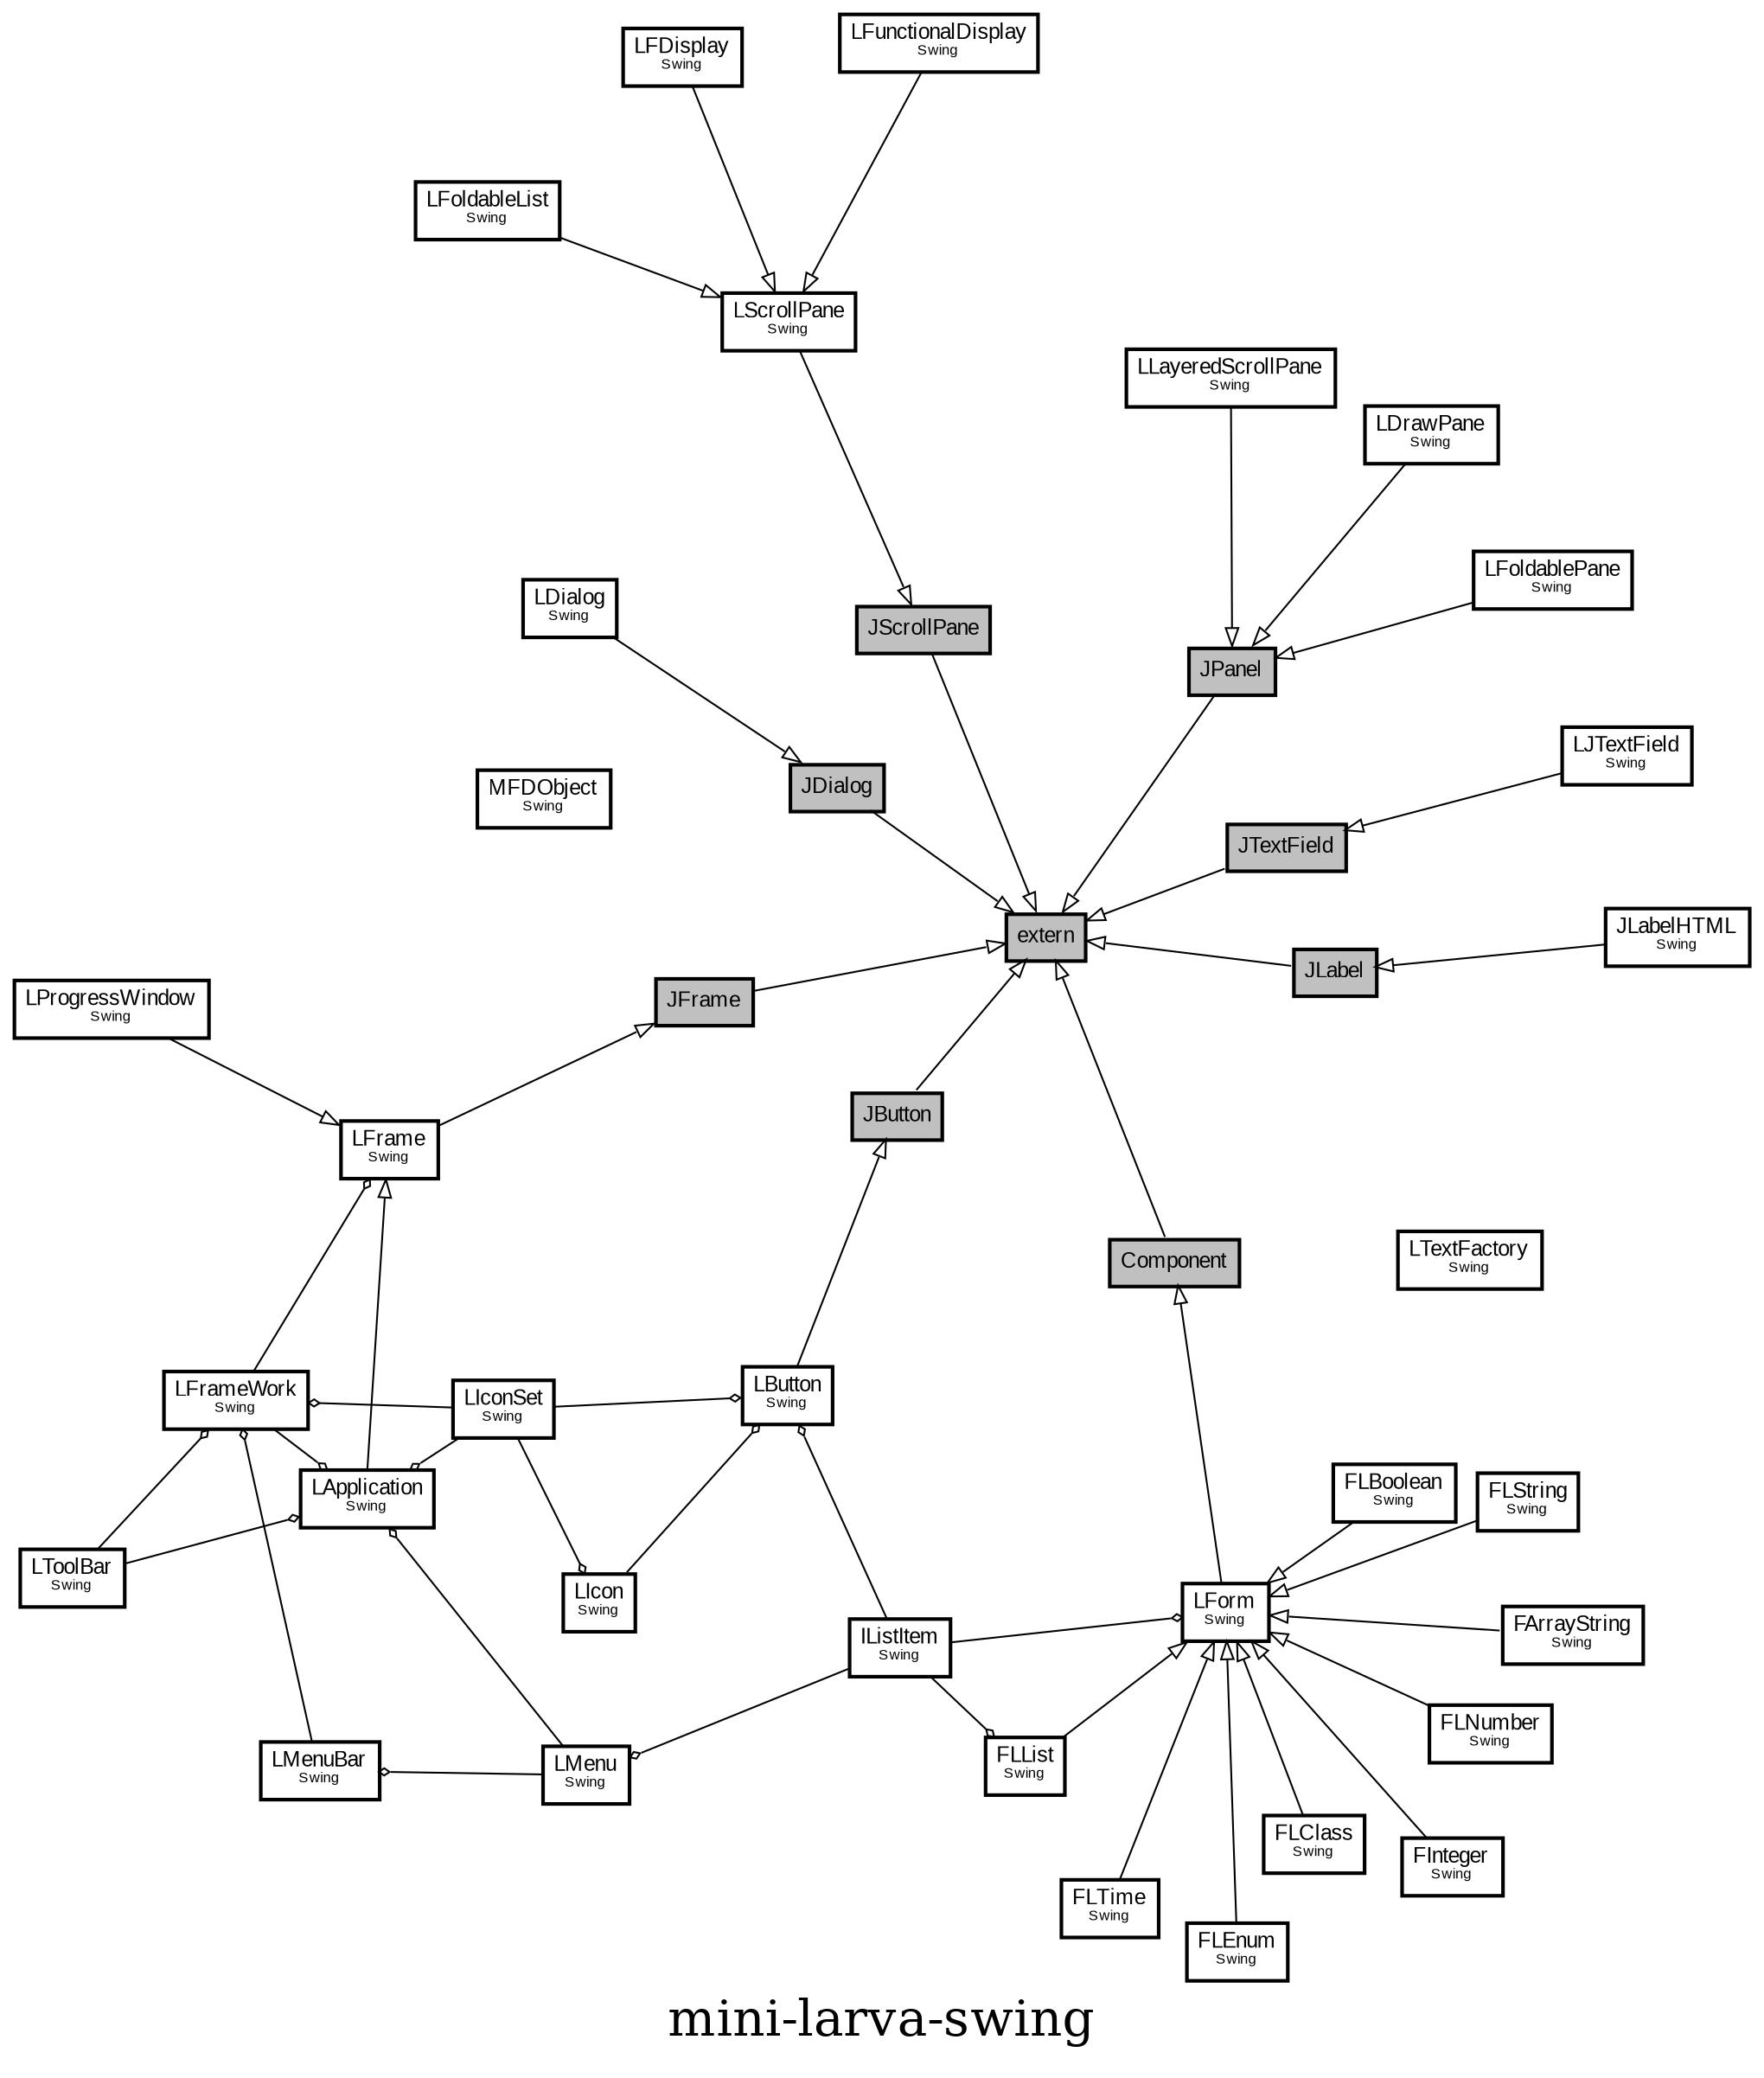 LFunctionalDisplay
Swing
LFDisplay
Swing
LFoldableList
Swing
LScrollPane
Swing
LLayeredScrollPane
Swing
LDrawPane
Swing
LFoldablePane
Swing
LDialog
Swing
JScrollPane
JPanel
LJTextField
Swing
JDialog
MFDObject
Swing
JTextField
extern
JLabelHTML
Swing
JLabel
JFrame
LProgressWindow
Swing
JButton
LFrame
Swing
Component
LTextFactory
Swing
LFrameWork
Swing
LIconSet
Swing
LButton
Swing
LApplication
Swing
FLBoolean
Swing
FLString
Swing
LToolBar
Swing
LIcon
Swing
LForm
Swing
FArrayString
Swing
IListItem
Swing
FLNumber
Swing
LMenuBar
Swing
LMenu
Swing
FLList
Swing
FLClass
Swing
FInteger
Swing
FLTime
Swing
FLEnum
Swing
mini-larva-swing